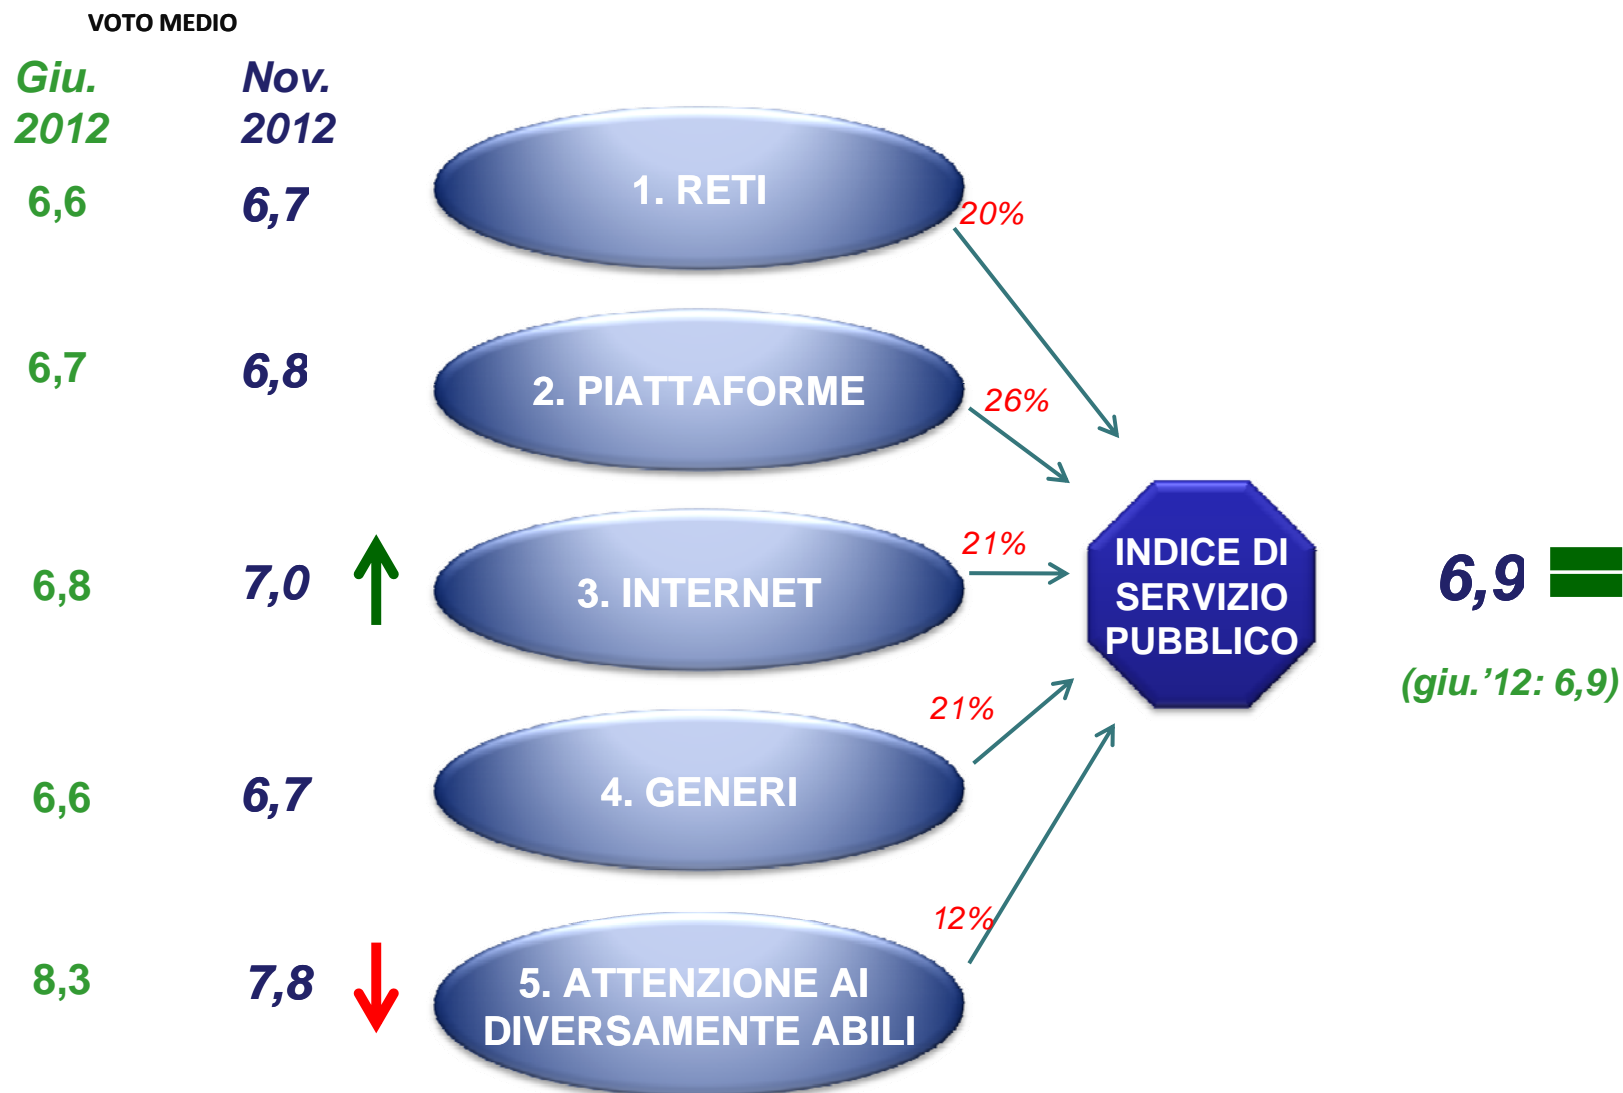 VOTO MEDIO
Giu.
2012
Nov.
2012
6,6
6,7
1. RETI
20%
6,7
6,8
2. PIATTAFORME
26%
6,8
7,0
3. INTERNET
21%
INDICE DI
SERVIZIO
PUBBLICO
6,9
(giu.’12: 6,9)
6,6
6,7
4. GENERI
21%
8,3
7,8
5. ATTENZIONE AI
DIVERSAMENTE ABILI
12%